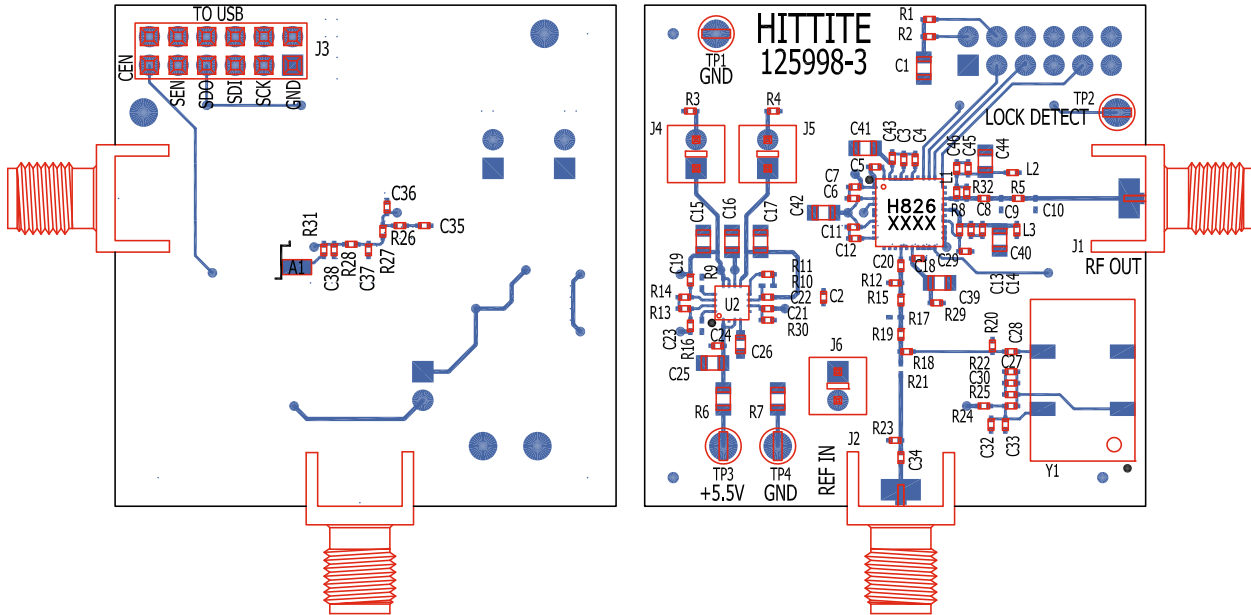 TO USB
J3
CEN
SEN
SDO
SDI
SCK
GND
C36
R31
R26
C35
A1
C38
R28
C37
R27
HITTITE
125998-3
TP1
GND
R1
R2
C1
TP2
LOCK DETECT
R3
R4
J4
J5
C41
C43
C3
C4
C5
C7
C6
C42
C11
C12
L1
C46
C45
C44
L2
R32
R5
R8
C8
C9
C10
L3
H826
XXXX
J1
RF OUT
C15
C16
C17
C20
C18
C29
C40
C13
C14
C19
R9
R11
R10
R14
U2
C22
C2
R12
R15
C39
R13
C21
R30
R17
R29
C23
R16
C24
C26
R19
R20
C28
C25
J6
R18
R22
C27
C30
R25
R21
R6
R7
R24
R23
J2
C32
C33
C34
TP3
TP4
+5.5V
GND
REF IN
Y1